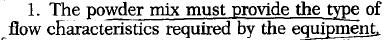 1. The powder mix must provide the type of
flow characteristics required by the equipment.